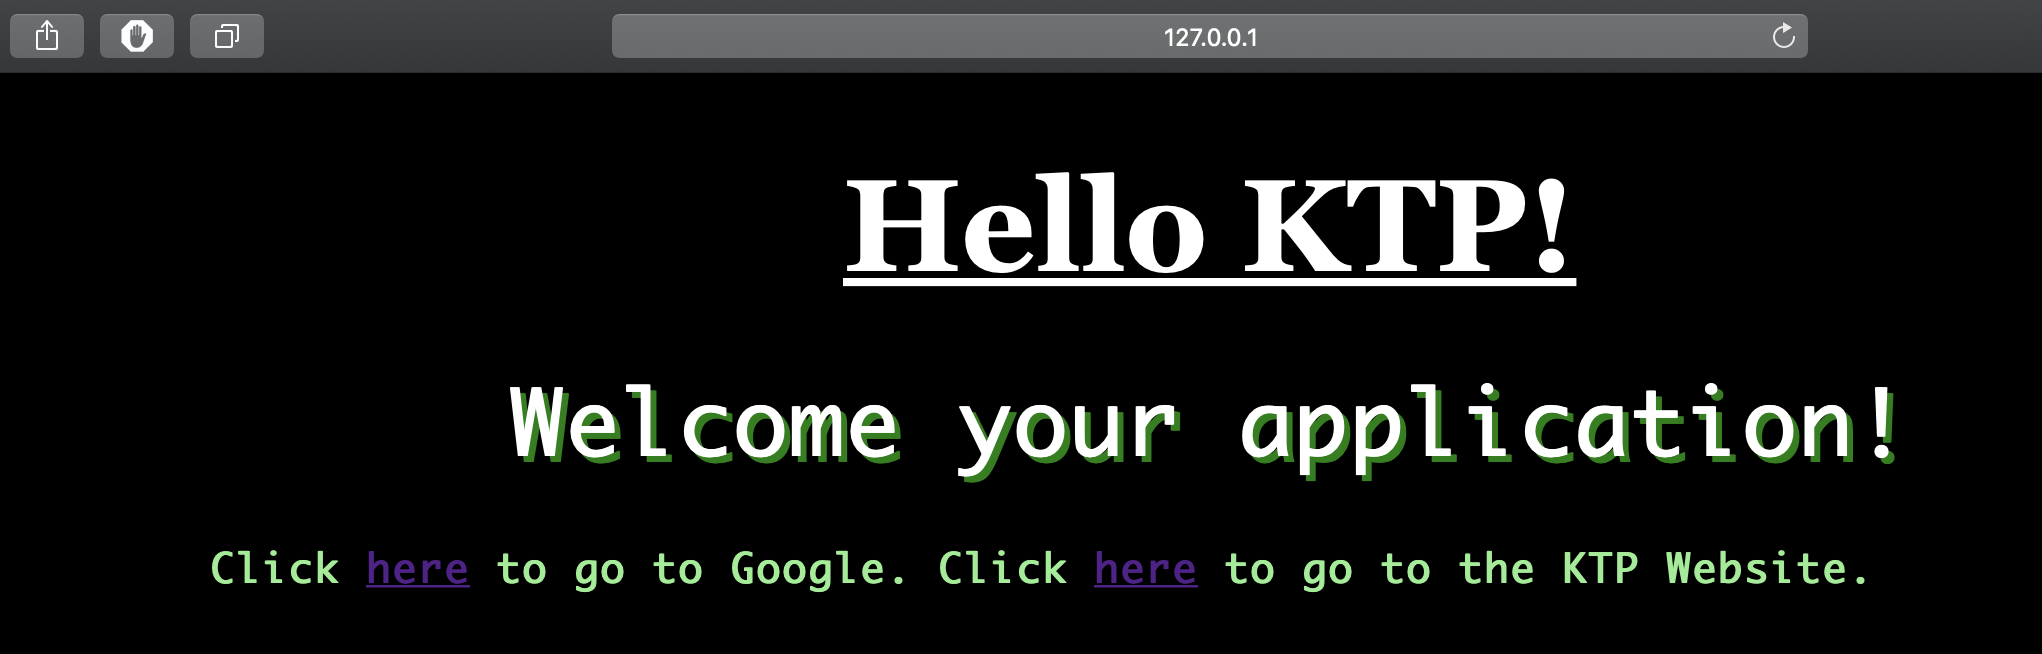 127.0.0.1
Hello KTP!
Welcome your application!
Click here to go to Google. Click here to go to the KTP Website.